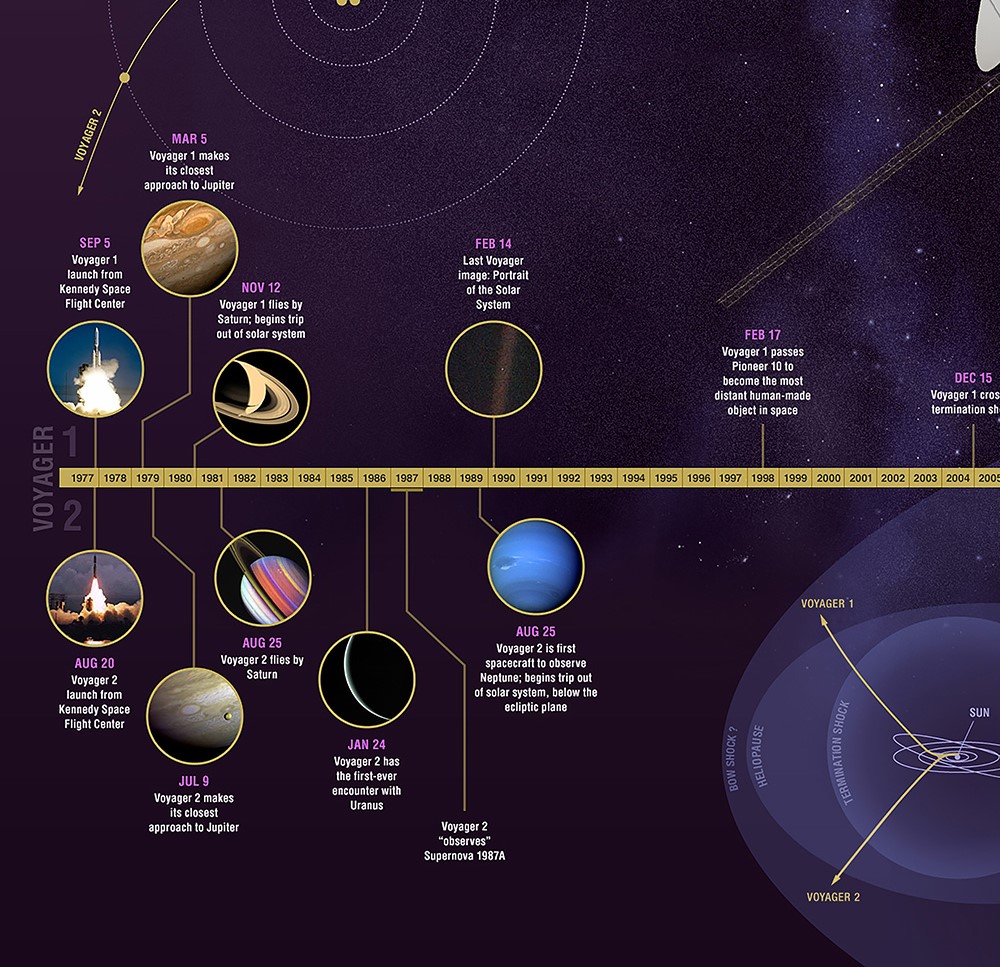 VOYAGER 2
MAR 5
Voyager 1 makes
its closest
approach to Jupiter
SEP 5
Voyager 1
launch from
Kennedy Space
Flight Center
NOV 12
Voyager 1 flies by
Saturn; begins trip
out of solar system
FEB 14
Last Voyager
image: Portrait
of the Solar
System
FEB 17
Voyager 1 passes
Pioneer 10 to
become the most
distant human-made
object in space
DEC 15
Voyager 1 cros
termination sh
VOYAGER
1
2
1977 1978 1979 1980 1981 1982 1983 1984 1985 1986 1987 1988 1989 1990 1991 1992 1993 1994 1995 1996 1997 1998 1999 2000 2001 2002 2003 2004 2005
AUG 20
Voyager 2
launch from
Kennedy Space
Flight Center
JUL 9
Voyager 2 makes
its closest
approach to Jupiter
AUG 25
Voyager 2 flies by
Saturn
JAN 24
Voyager 2 has
the first-ever
encounter with
Uranus
Voyager 2
“observes”
Supernova 1987A
AUG 25
Voyager 2 is first
spacecraft to observe
Neptune; begins trip out
of solar system, below the
ecliptic plane
VOYAGER 1
SUN
BOW SHOCK ?
HELIOPAUSE
TERMINATION SHOCK
VOYAGER 2